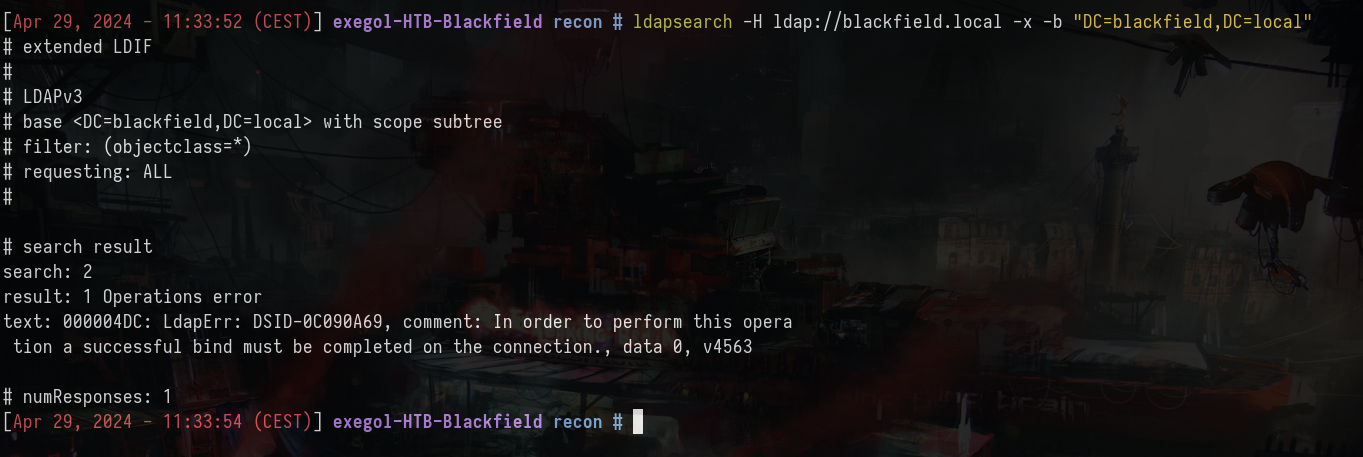 [Apr 29, 2024 - 11:33:52 (CEST)] exegol-HTB-Blackfield recon # ldapsearch -H ldap://blackfield.local -x -b "DC=blackfield,DC=local"
# extended LDIF
#
# LDAPv3
# base <DC=blackfield,DC=local> with scope subtree
# filter: (objectclass=*)
# requesting: ALL
#
# search result
search: 2
result: 1 Operations error
text: 000004DC: LdapErr: DSID-0C090A69, comment: In order to perform this opera
 tion a successful bind must be completed on the connection., data 0, v4563
# numResponses: 1
[Apr 29, 2024 - 11:33:54 (CEST)] exegol-HTB-Blackfield recon #